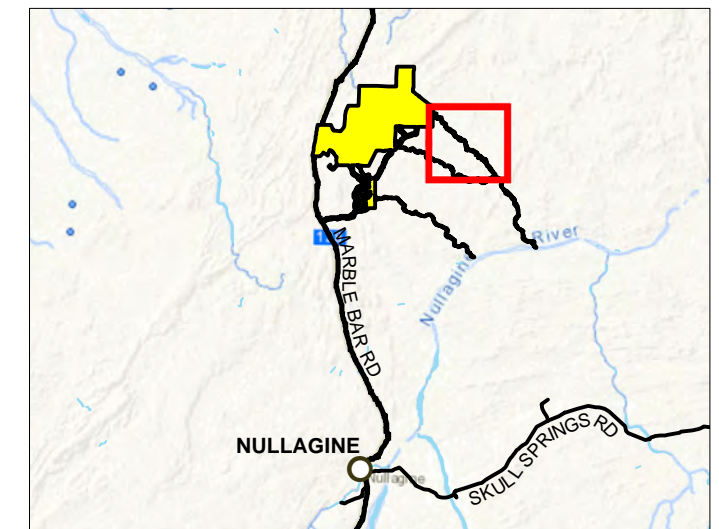 River
Nullagine
MARBLE BAR RD
NULLAGINE
Nullagine
SKULL SPRINGS RD